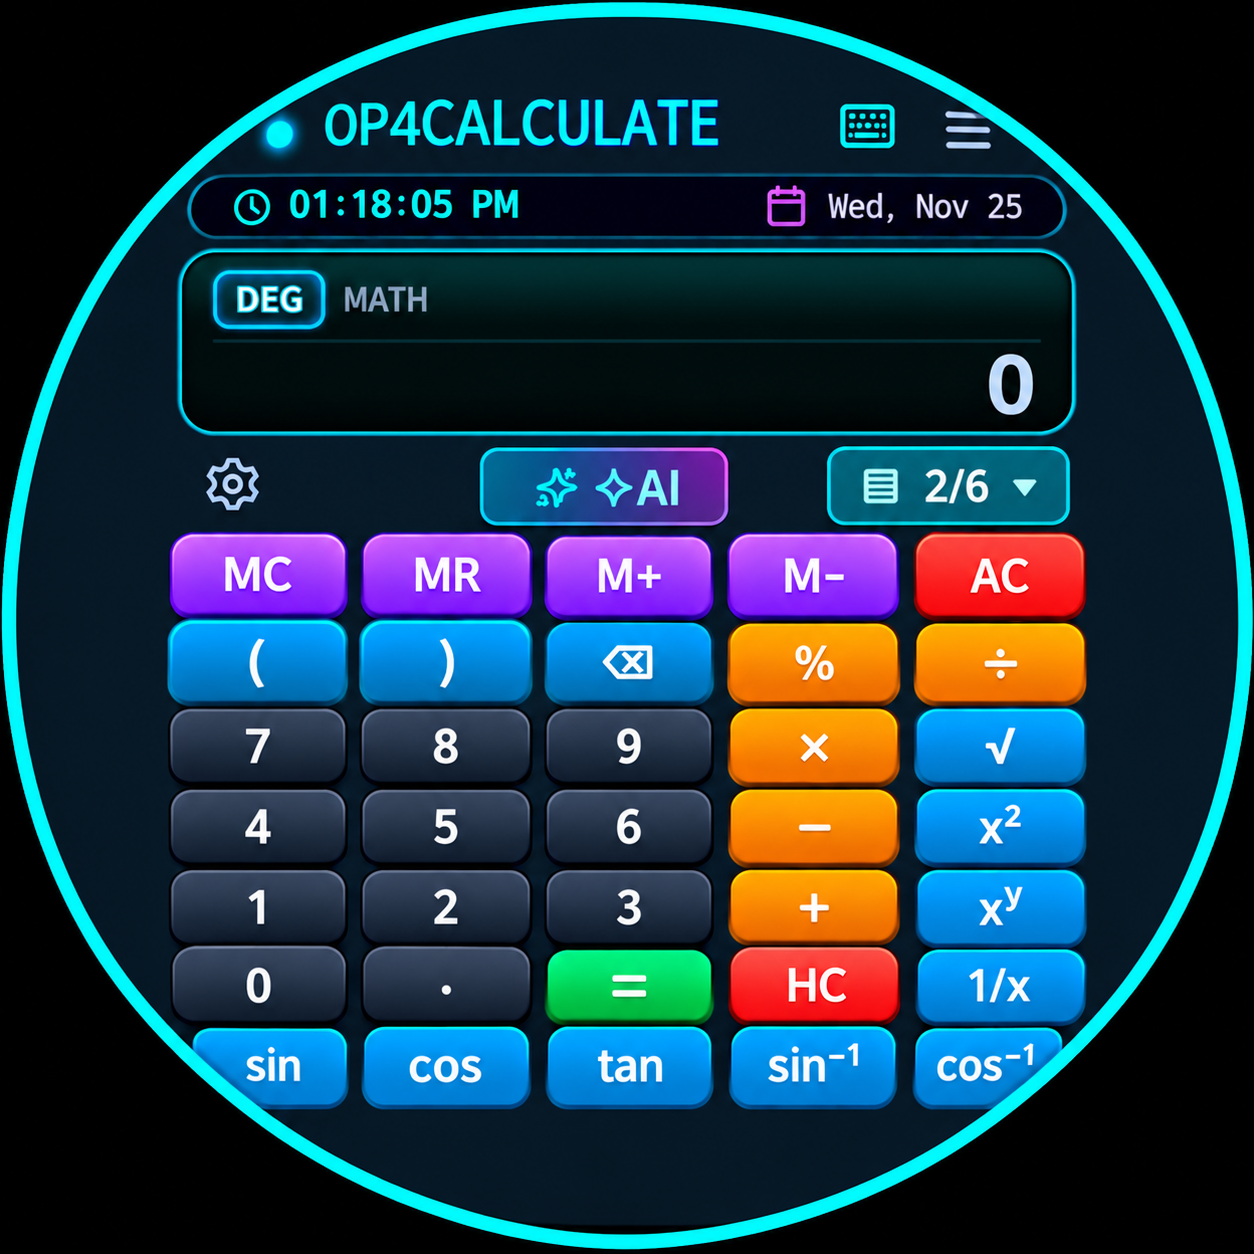 OP4CALCULATE
01:18:05 PM Wed, Nov 25
DEG MATH
0
AI 2/6
MC MR M+ M− AC
( ) % ÷
7 8 9 × √
4 5 6 − x²
1 2 3 + xʸ
0 . = HC 1/x
sin cos tan sin⁻¹ cos⁻¹